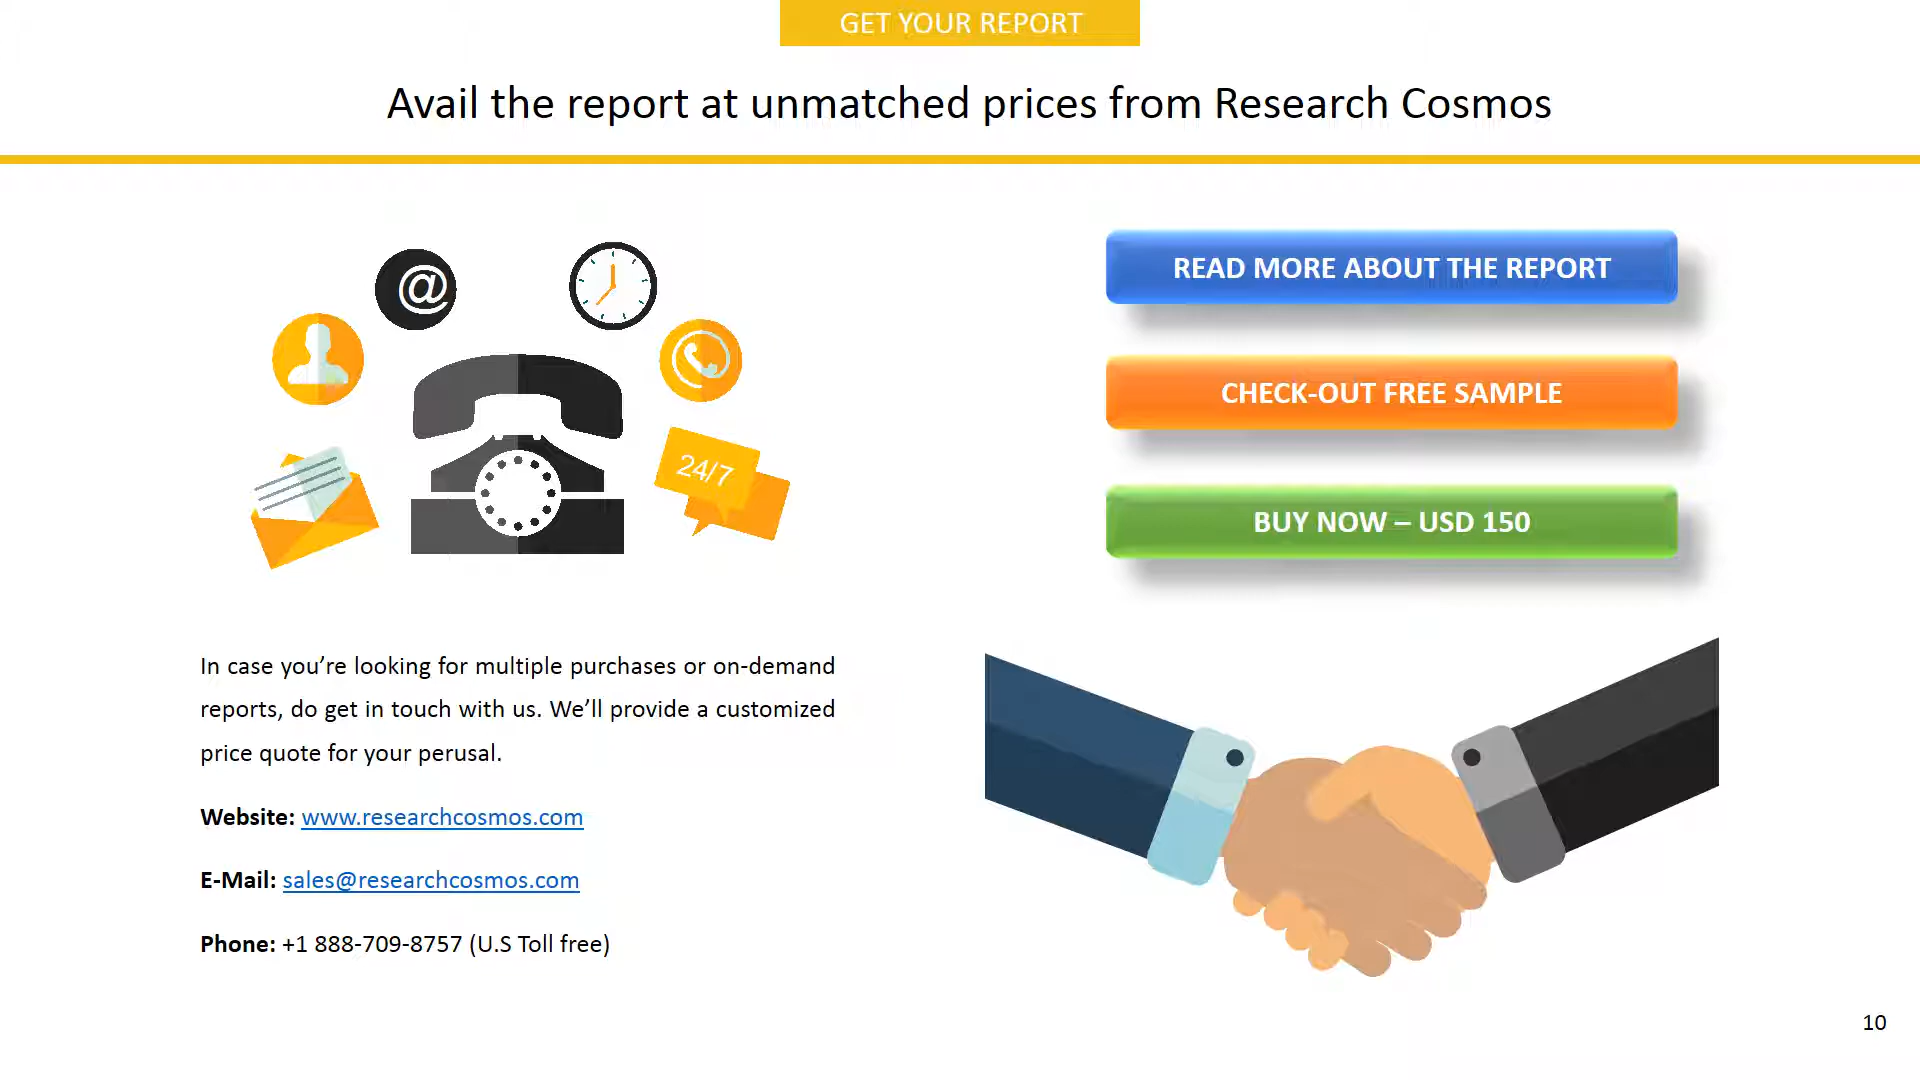 GET YOUR REPORT
Avail the report at unmatched prices from Research Cosmos
@
24/7
READ MORE ABOUT THE REPORT
CHECK-OUT FREE SAMPLE
BUY NOW – USD 150
In case you’re looking for multiple purchases or on-demand
reports, do get in touch with us. We’ll provide a customized
price quote for your perusal.
Website: www.researchcosmos.com
E-Mail: sales@researchcosmos.com
Phone: +1 888-709-8757 (U.S Toll free)
10